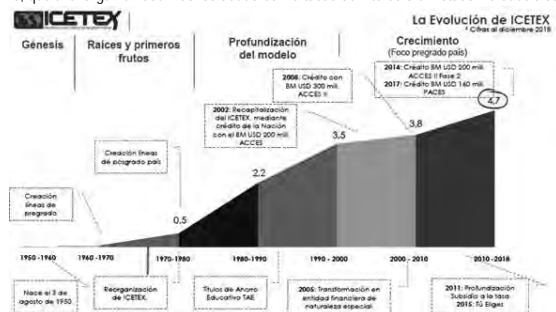 ICETEX
La Evolución de ICETEX
* Cifras al diciembre 2018
Génesis
Raíces y primeros
frutos
Profundización
del modelo
Crecimiento
(Foco pregrado país)
2014: Crédito BM USD 200 mill.
ACCES II Fase 2
2017: Crédito BM USD 160 mill.
PACES
2008: Crédito con
BM USD 300 mill.
ACCES II
2002: Recapitalización
del ICETEX, mediante
crédito de la Nación
con el BM USD 200 mill.
ACCES
Creación líneas
de posgrado país
Creación
líneas de
pregrado
0,5
2,2
3,5
3,8
4,7
1950 -1960
1960 -1970
1970-1980
1980-1990
1990 - 2000
2000 - 2010
2010 -2018
Nace el 3 de
agosto de 1950
Reorganización
de ICETEX
Títulos de Ahorro
Educativo TAE
2005: Transformación en
entidad financiera de
naturaleza especial
2011: Profundización
Subsidio a la tasa
2015: Tú Eliges